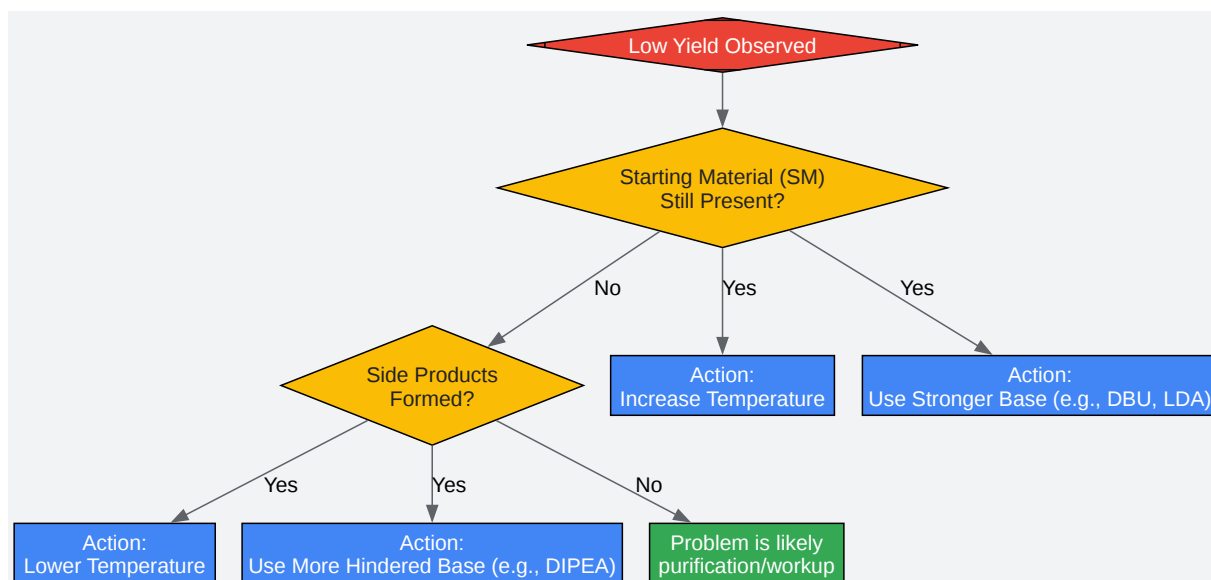 Low Yield Observed
Starting Material (SM)
Still Present?
No
Yes
Yes
Side Products
Formed?
Action:
Increase Temperature
Action:
Use Stronger Base (e.g., DBU, LDA)
Yes
Yes
No
Action:
Lower Temperature
Action:
Use More Hindered Base (e.g., DIPEA)
Problem is likely
purification/workup